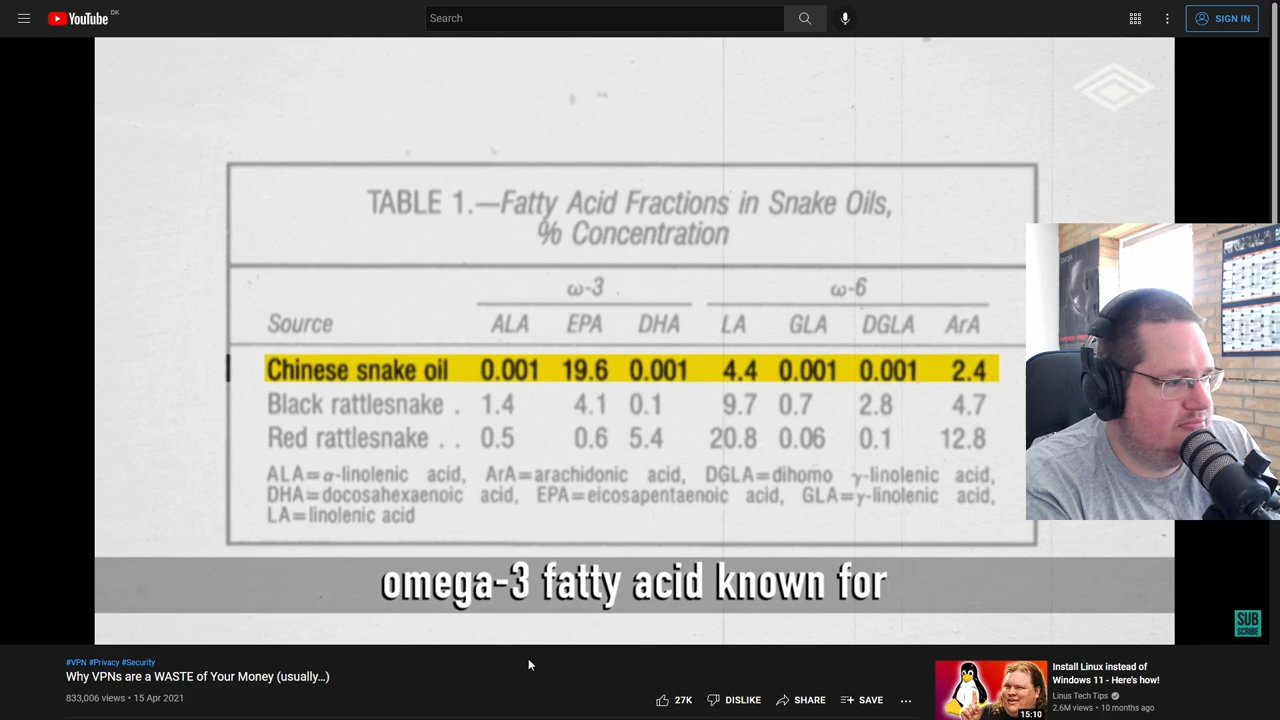 YouTube DK
Search
SIGN IN
TABLE 1.—Fatty Acid Fractions in Snake Oils,
% Concentration
ω-3 ω-6
Source ALA EPA DHA LA GLA DGLA ArA
Chinese snake oil 0.001 19.6 0.001 4.4 0.001 0.001 2.4
Black rattlesnake . 1.4 4.1 0.1 9.7 0.7 2.8 4.7
Red rattlesnake . . 0.5 0.6 5.4 20.8 0.06 0.1 12.8
ALA=α-linolenic acid, ArA=arachidonic acid, DGLA=dihomo γ-linolenic acid,
DHA=docosahexaenoic acid, EPA=eicosapentaenoic acid, GLA=γ-linolenic acid,
LA=linolenic acid
omega-3 fatty acid known for
SUB
SCRIBE
#VPN #Privacy #Security
Why VPNs are a WASTE of Your Money (usually...)
833,006 views • 15 Apr 2021
27K DISLIKE SHARE SAVE
15:10
Install Linux instead of
Windows 11 - Here's how!
Linus Tech Tips
2.6M views • 10 months ago